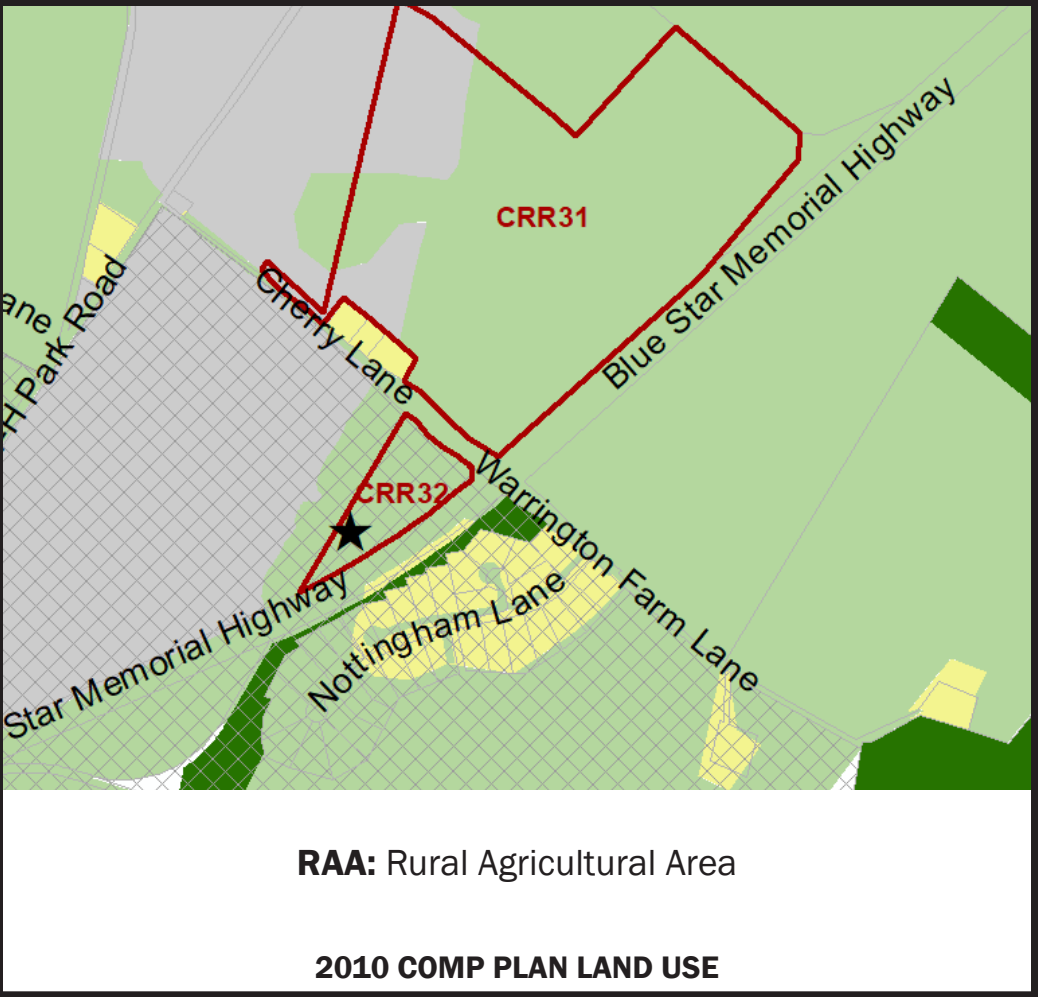 CRR31
Blue Star Memorial Highway
Cherry Lane
ane
H Park Road
CRR32
Warrington Farm Lane
Star Memorial Highway
Nottingham Lane
RAA: Rural Agricultural Area
2010 COMP PLAN LAND USE